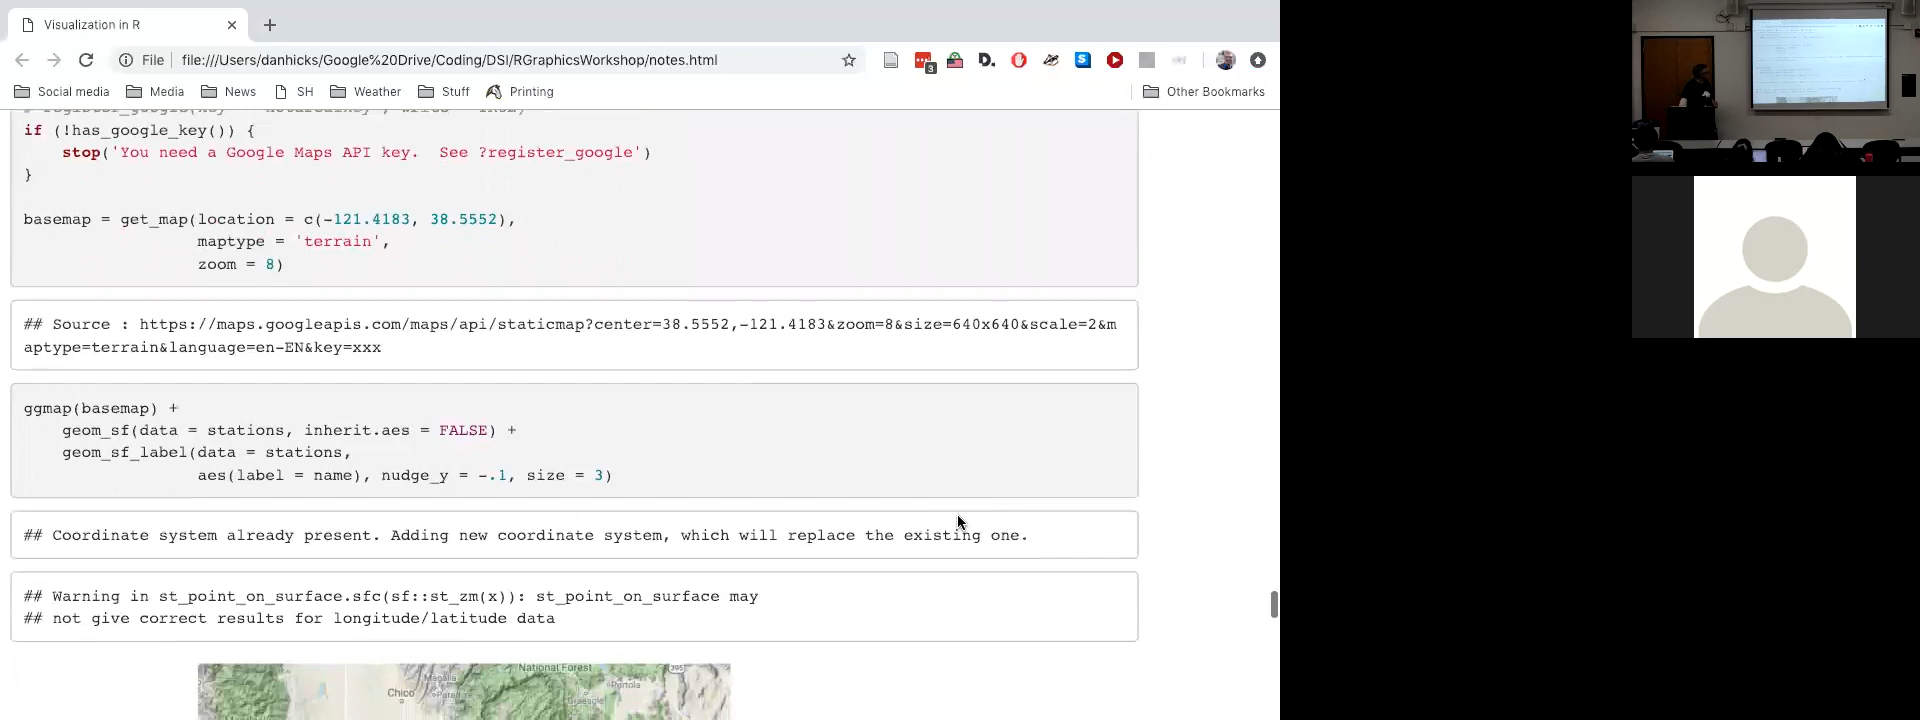 Visualization in R
File file:///Users/danhicks/Google%20Drive/Coding/DSI/RGraphicsWorkshop/notes.html
3
Social media Media News SH Weather Stuff Printing Other Bookmarks
if (!has_google_key()) {
stop('You need a Google Maps API key. See ?register_google')
}
basemap = get_map(location = c(-121.4183, 38.5552),
maptype = 'terrain',
zoom = 8)
## Source : https://maps.googleapis.com/maps/api/staticmap?center=38.5552,-121.4183&zoom=8&size=640x640&scale=2&m
aptype=terrain&language=en-EN&key=xxx
ggmap(basemap) +
geom_sf(data = stations, inherit.aes = FALSE) +
geom_sf_label(data = stations,
aes(label = name), nudge_y = -.1, size = 3)
## Coordinate system already present. Adding new coordinate system, which will replace the existing one.
## Warning in st_point_on_surface.sfc(sf::st_zm(x)): st_point_on_surface may
## not give correct results for longitude/latitude data
National Forest
395
Magalia
Portola
Chico
Paradise
Graeagle